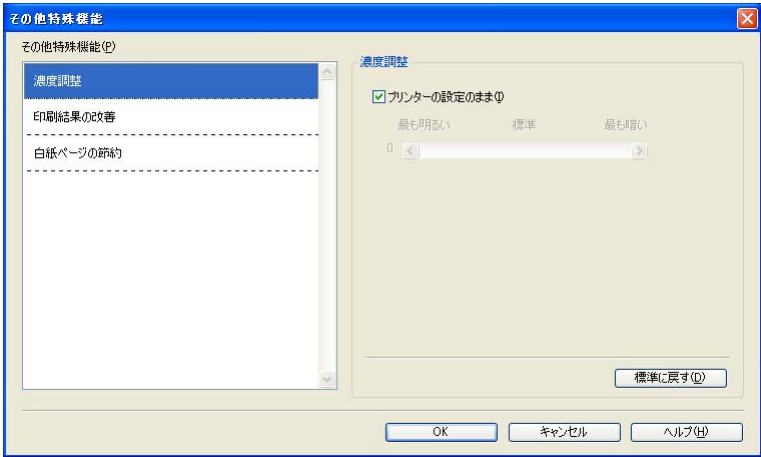 その他特殊機能
その他特殊機能(P)
濃度調整
印刷結果の改善
白紙ページの節約
濃度調整
プリンターの設定のまま(I)
最も明るい 標準 最も暗い
0
標準に戻す(D)
OK キャンセル ヘルプ(H)